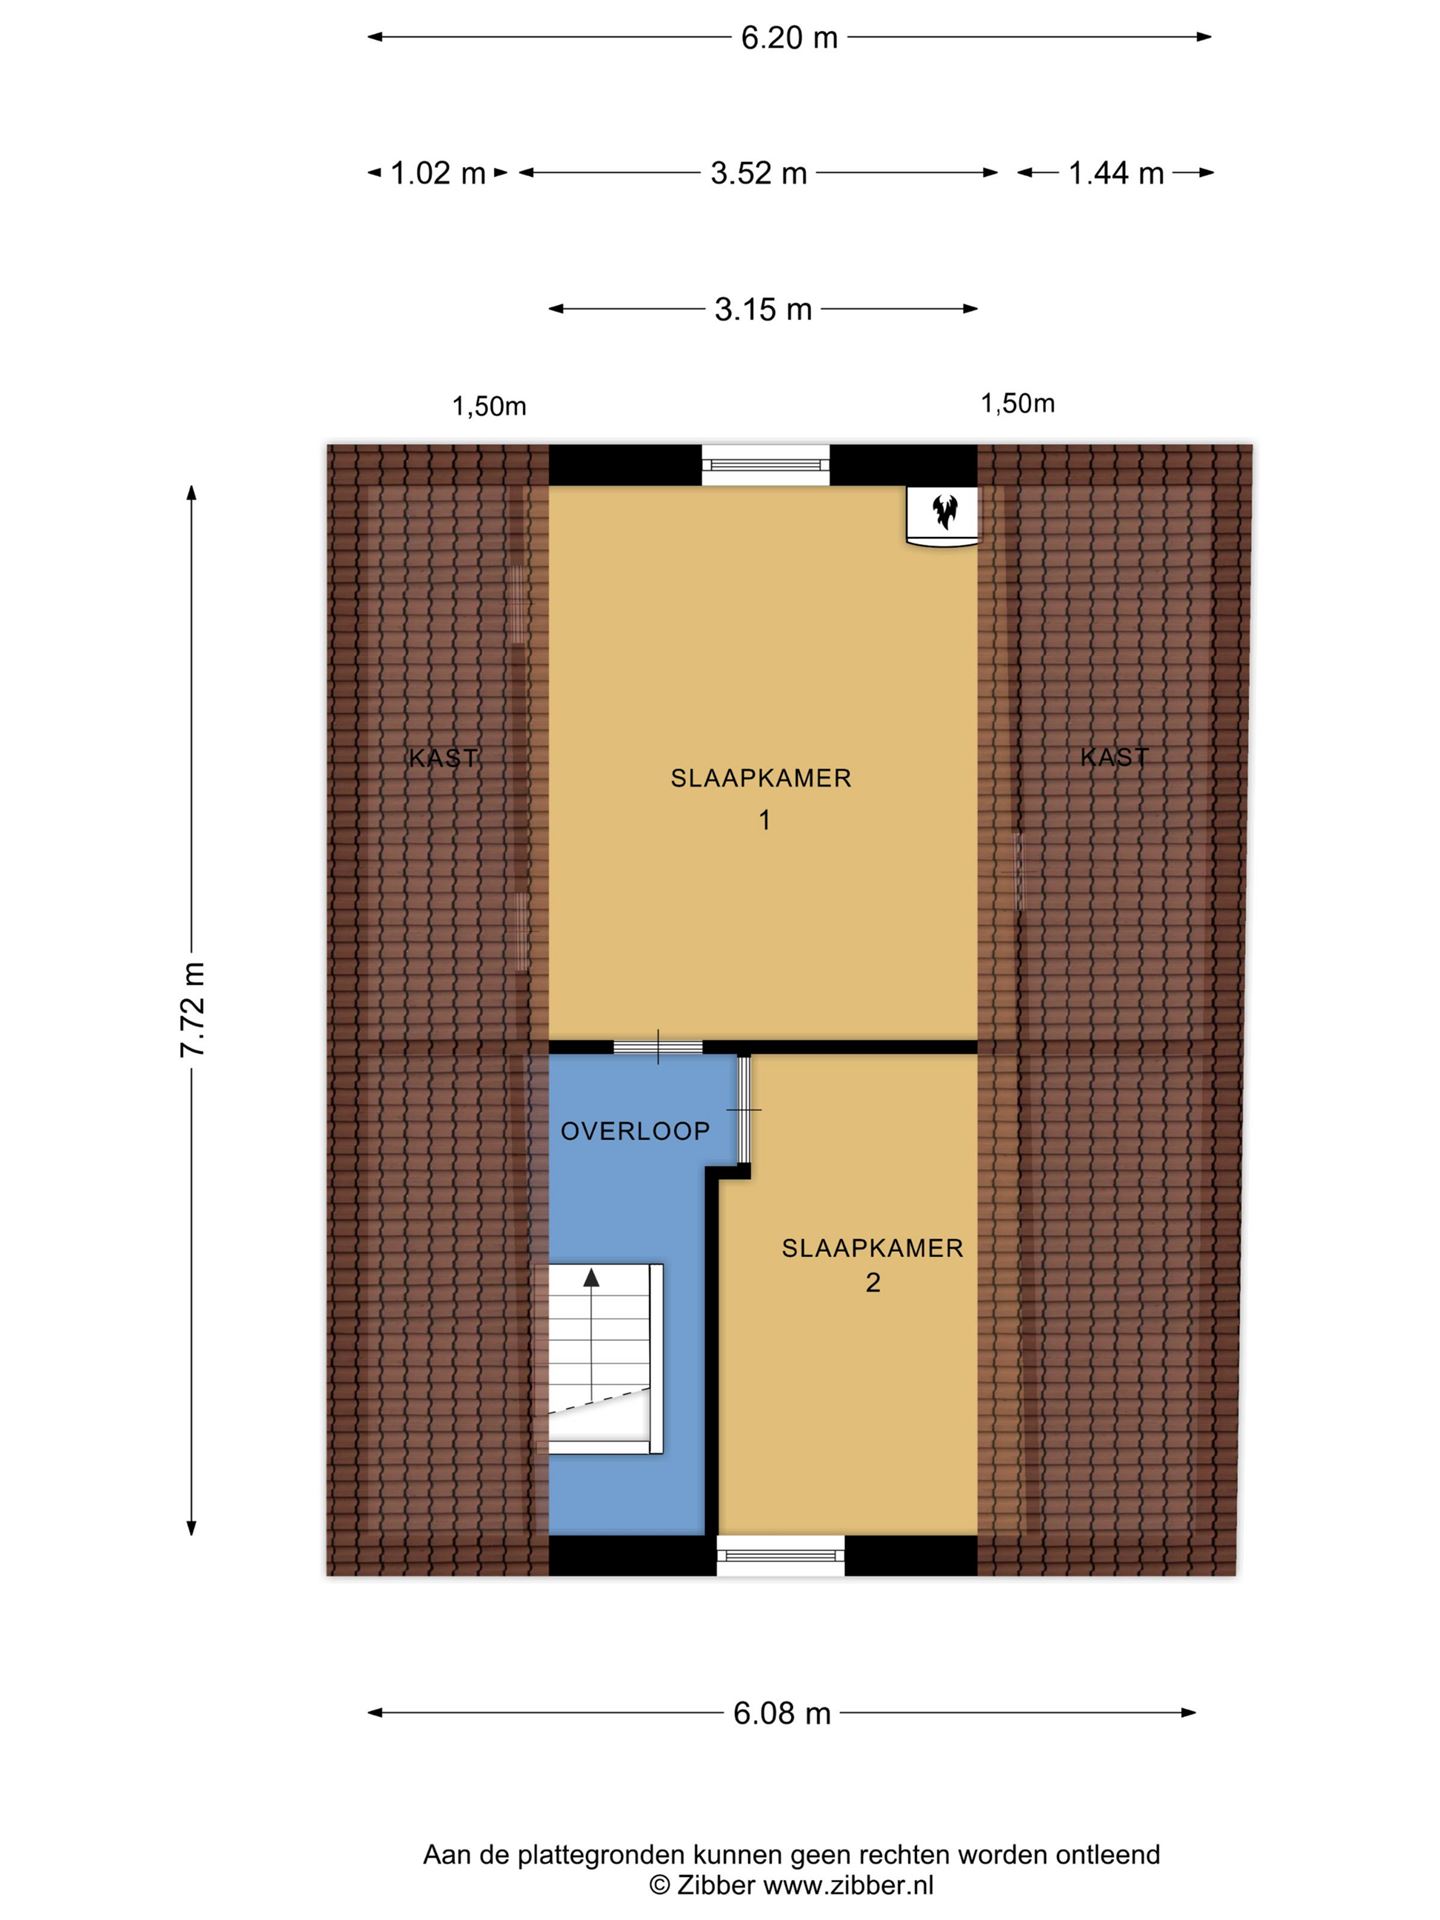 6.20 m
1.02 m
3.52 m
1.44 m
3.15 m
1,50m
1,50m
KAST
KAST
SLAAPKAMER
1
7.72 m
OVERLOOP
SLAAPKAMER
2
6.08 m
Aan de plattegronden kunnen geen rechten worden ontleend
© Zibber www.zibber.nl